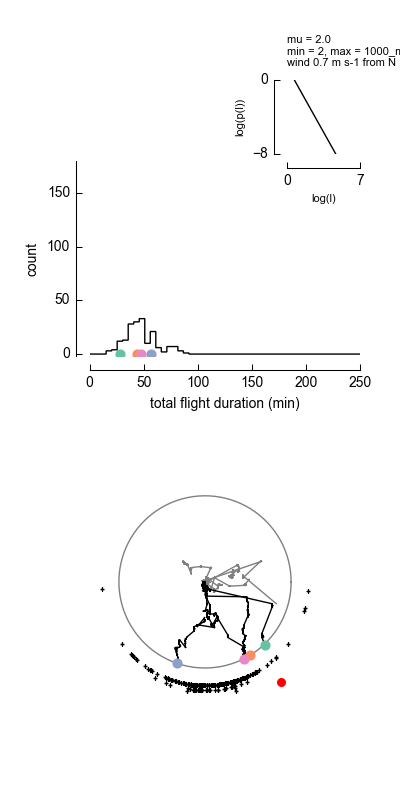 mu = 2.0
min = 2, max = 1000_m
wind 0.7 m s-1 from N
0
−8
log(p(l))
0 7
log(l)
150
100
50
0
count
0 50 100 150 200 250
total flight duration (min)